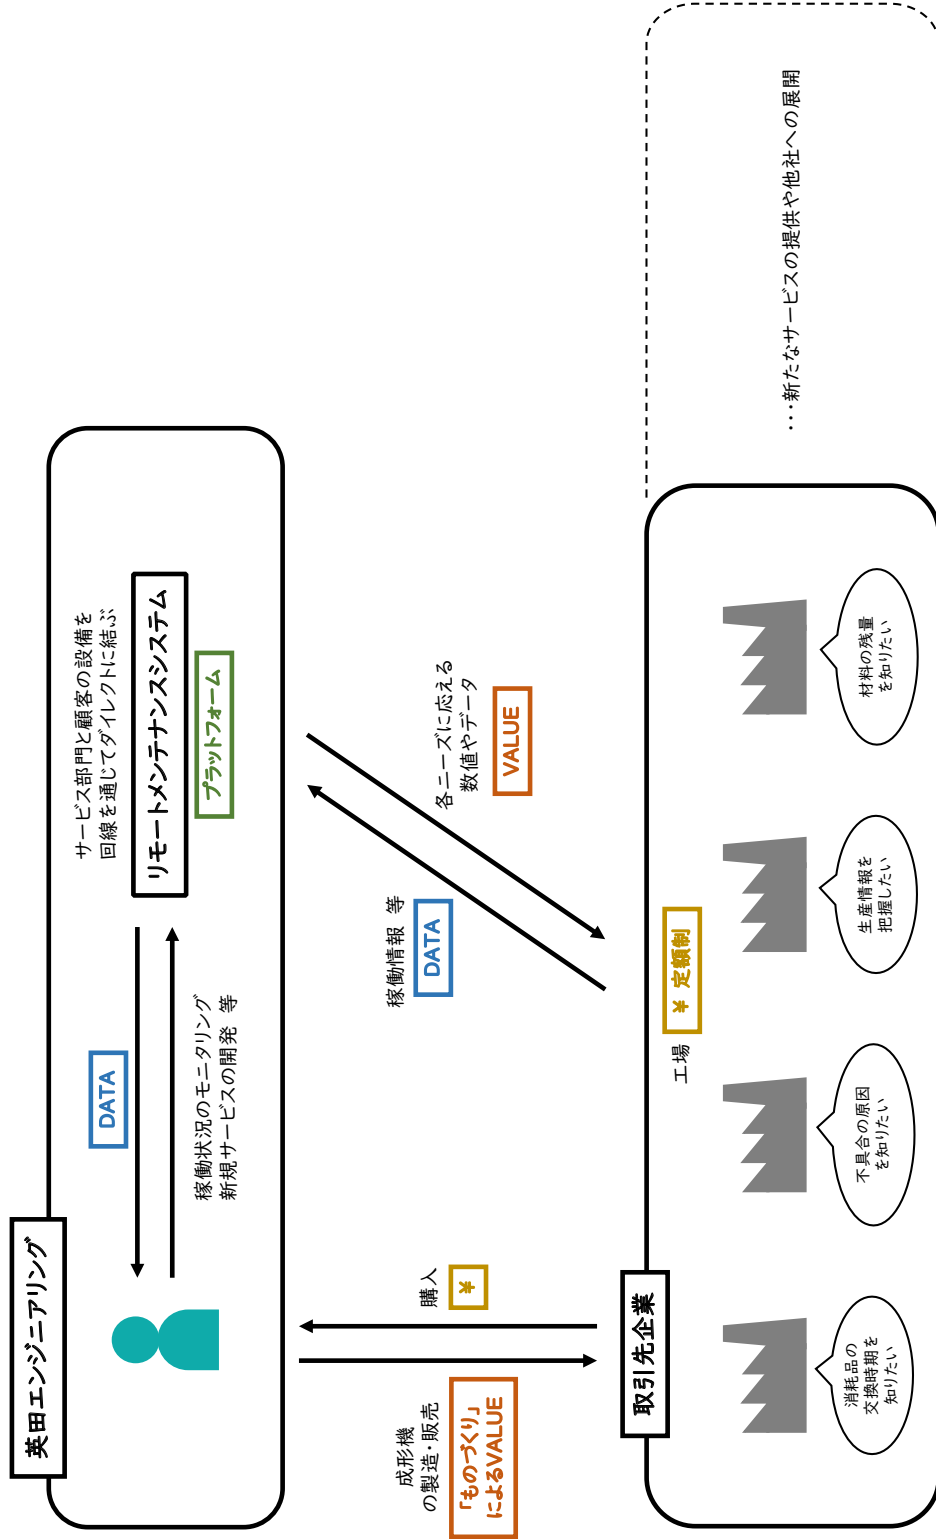 英田エンジニアリング
サービス部門と顧客の設備を
回線を通じてダイレクトに結ぶ
リモートメンテナンスシステム
プラットフォーム
DATA
稼働状況のモニタリング
新規サービスの開発 等
成形機
の製造・販売
「ものづくり」
によるVALUE
購入
¥
稼働情報 等
DATA
各ニーズに応える
数値やデータ
VALUE
取引先企業
工場
¥ 定額制
消耗品の
交換時期を
知りたい
不具合の原因
を知りたい
生産情報を
把握したい
材料の残量
を知りたい
・・・新たなサービスの提供や他社への展開